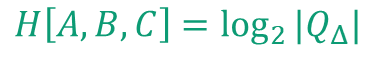 H[A, B, C] = log₂ |Q_Δ|